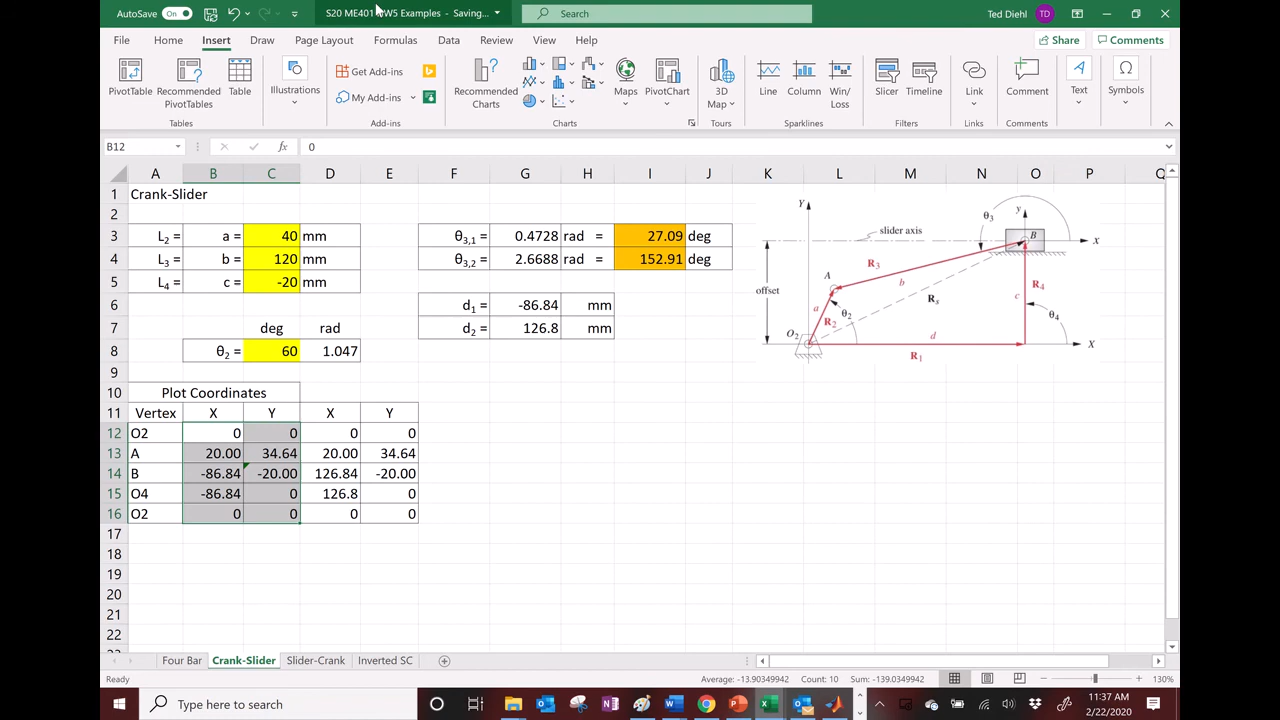 AutoSave On S20 ME401 W5 Examples - Saving... Search Ted Diehl TD
File Home Insert Draw Page Layout Formulas Data Review View Help Share Comments
PivotTable Recommended PivotTables Table Illustrations Get Add-ins My Add-ins Recommended Charts Maps PivotChart 3D Map Line Column Win/Loss Slicer Timeline Link Comment Text Symbols
Tables Add-ins Charts Tours Sparklines Filters Links Comments
B12 fx 0
A B C D E F G H I J K L M N O P Q
1 Crank-Slider
2
3 L2 = a = 40 mm θ3,1 = 0.4728 rad = 27.09 deg
4 L3 = b = 120 mm θ3,2 = 2.6688 rad = 152.91 deg
5 L4 = c = -20 mm
6 d1 = -86.84 mm
7 deg rad d2 = 126.8 mm
8 θ2 = 60 1.047
9
10 Plot Coordinates
11 Vertex X Y X Y
12 O2 0 0 0 0
13 A 20.00 34.64 20.00 34.64
14 B -86.84 -20.00 126.84 -20.00
15 O4 -86.84 0 126.8 0
16 O2 0 0 0 0
17
18
19
20
21
22
Y θ3 y
slider axis B x
A R3
b
offset Rs c R4
a θ2 R2 θ4
O2 d X
R1
Four Bar Crank-Slider Slider-Crank Inverted SC
Ready Average: -13.90349942 Count: 10 Sum: -139.0349942 130%
Type here to search 11:37 AM
2/22/2020